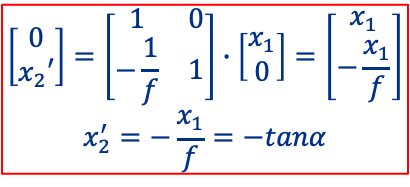 [0; x₂′] = [1 0; −1/f 1] · [x₁; 0] = [x₁; −x₁/f]
x₂′ = −x₁/f = −tanα